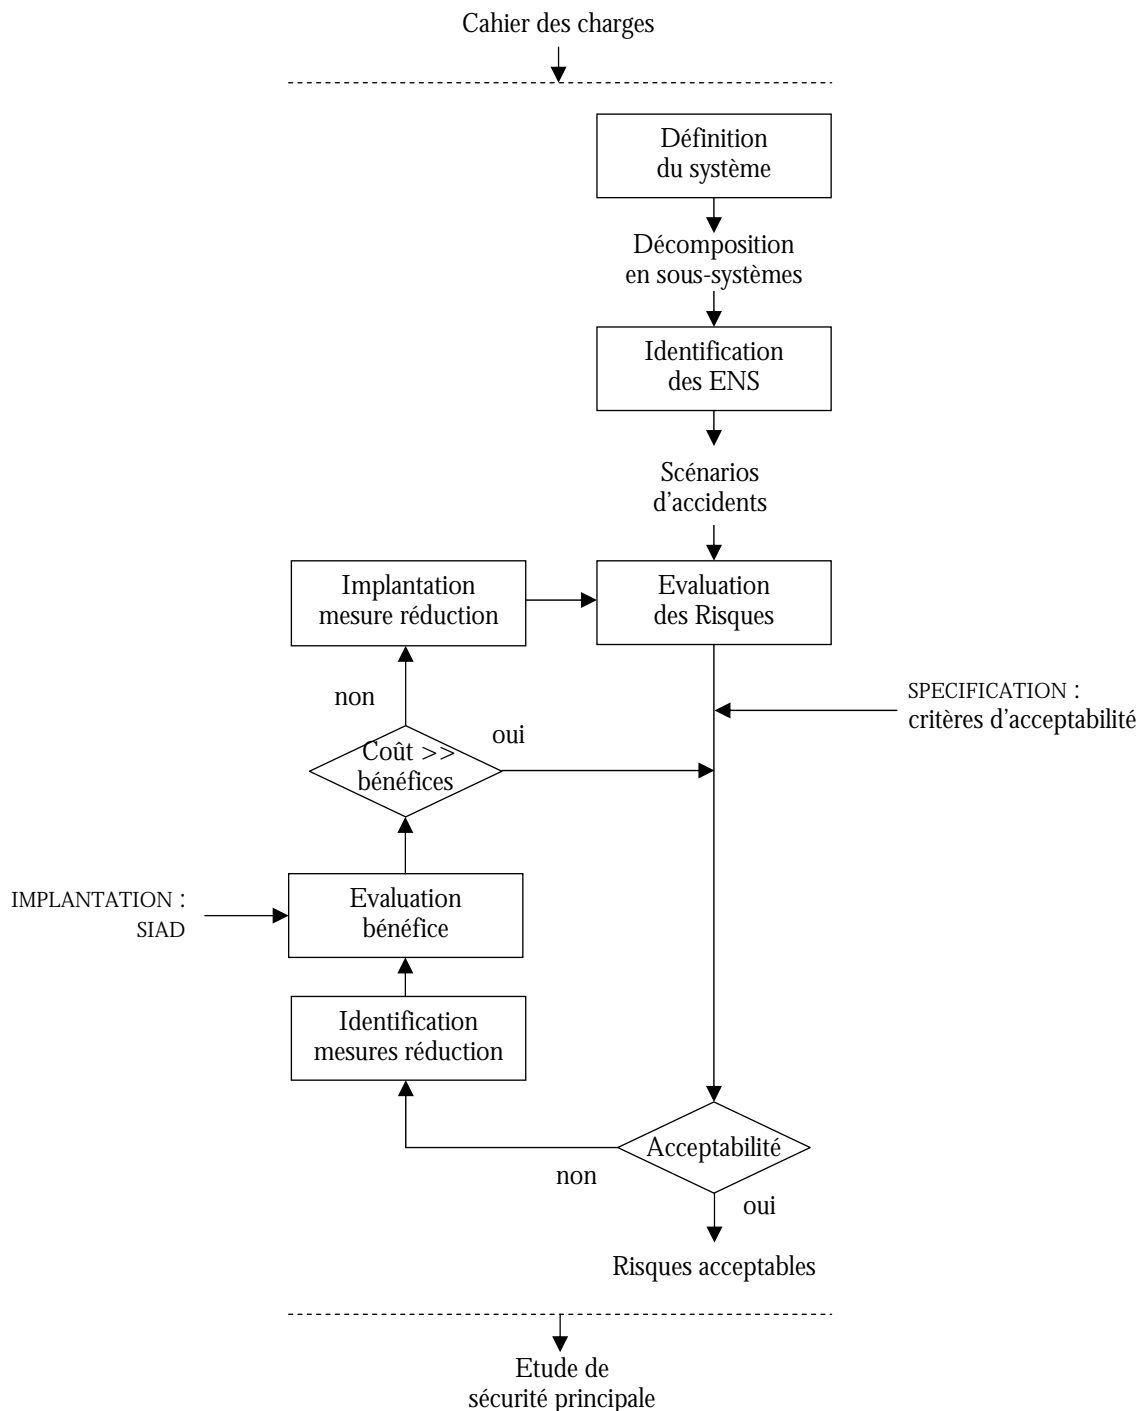 Cahier des charges
Définition
du système
Décomposition
en sous-systèmes
Identification
des ENS
Scénarios
d'accidents
Implantation
mesure réduction
Evaluation
des Risques
non
SPECIFICATION :
critères d'acceptabilité
oui
Coût >>
bénéfices
IMPLANTATION :
SIAD
Evaluation
bénéfice
Identification
mesures réduction
Acceptabilité
non
oui
Risques acceptables
Etude de
sécurité principale